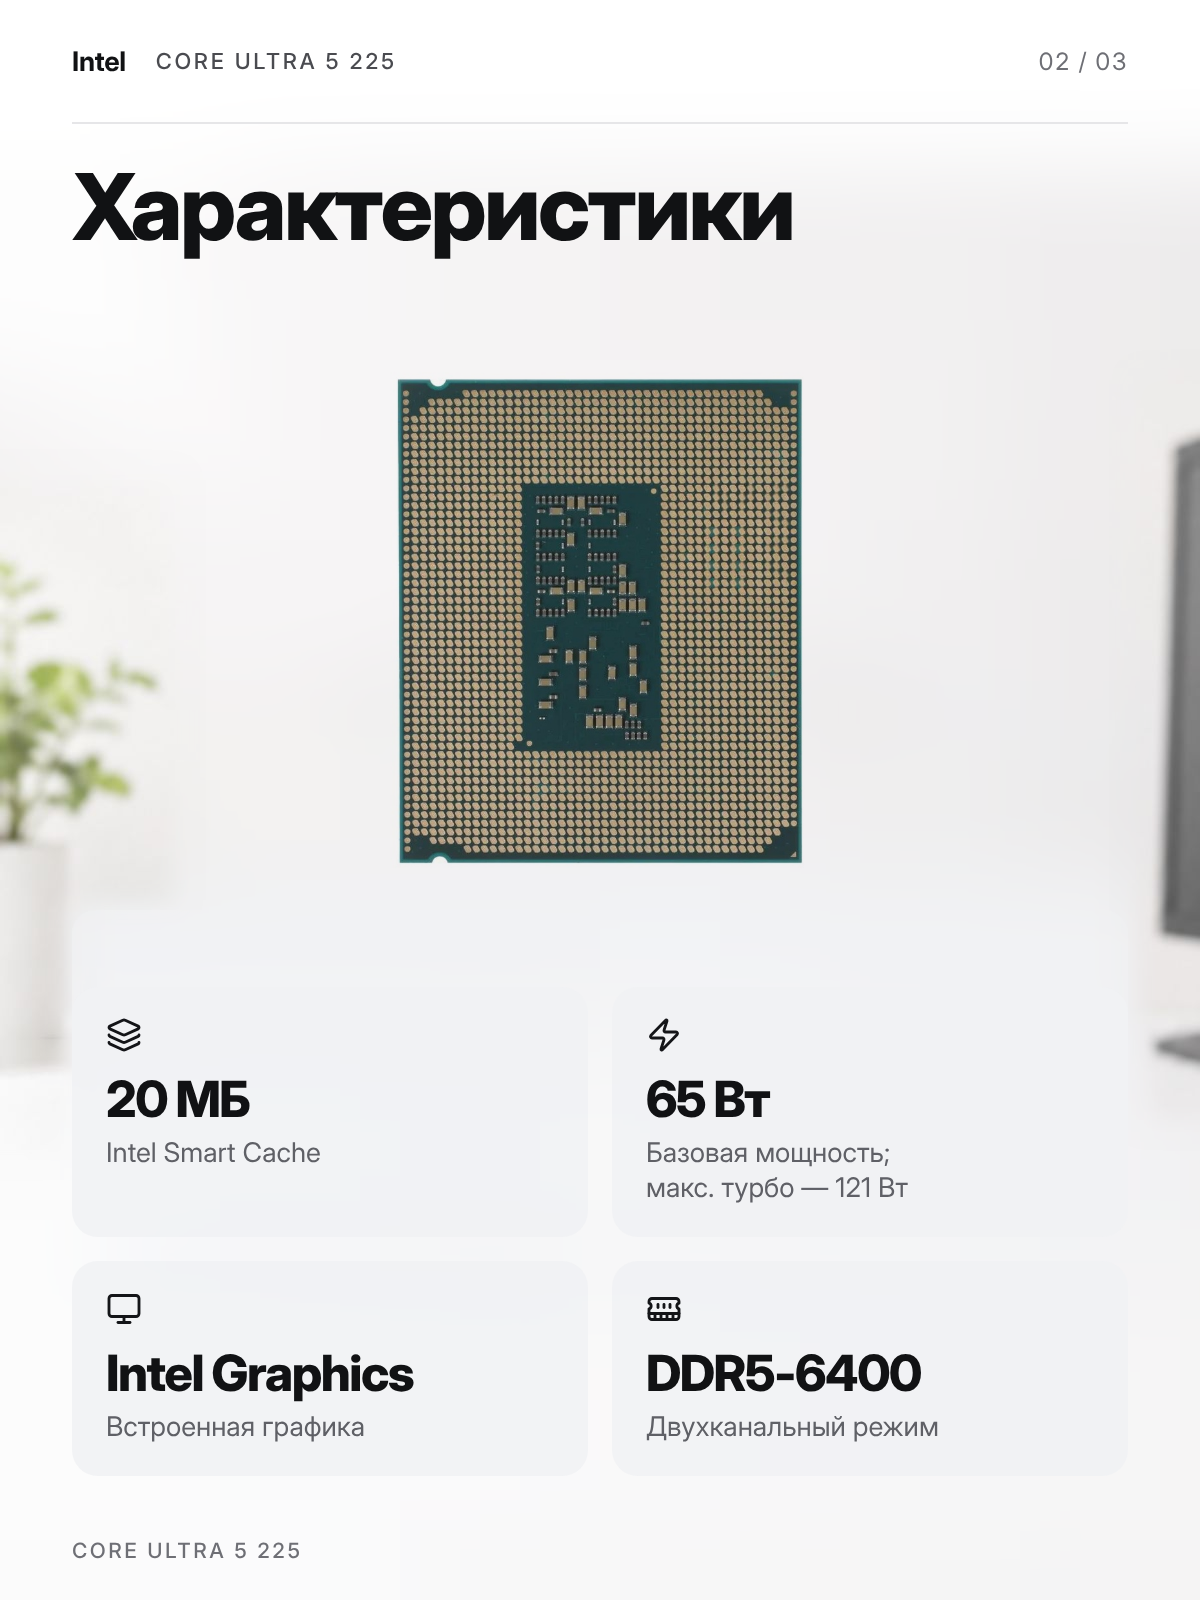 Intel CORE ULTRA 5 225 02 / 03
Характеристики
20 МБ
Intel Smart Cache
65 Вт
Базовая мощность;
макс. турбо — 121 Вт
Intel Graphics
Встроенная графика
DDR5-6400
Двухканальный режим
CORE ULTRA 5 225